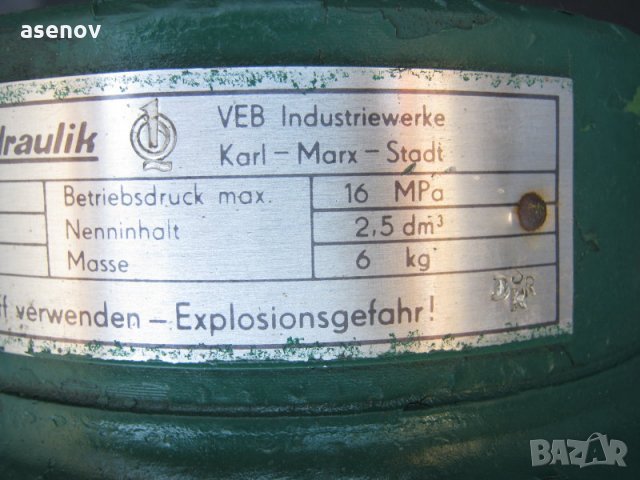 asenov
VEB Industriewerke
Karl-Marx-Stadt
Betriebsdruck max. 16 MPa
Nenninhalt 2,5 dm³
Masse 6 kg
verwenden - Explosionsgefahr!
DDR
BAZAR